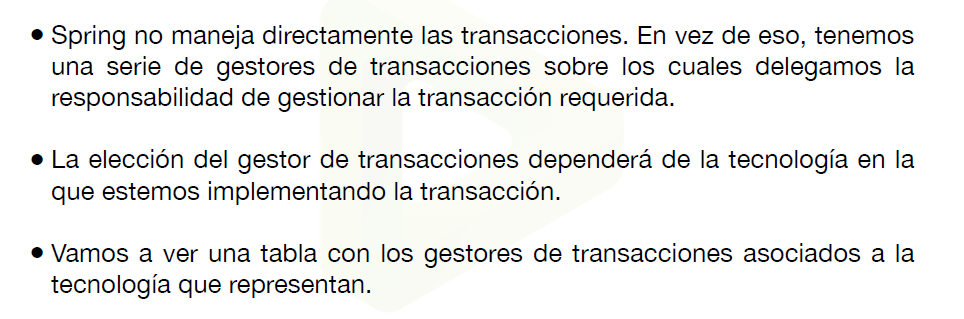 • Spring no maneja directamente las transacciones. En vez de eso, tenemos
una serie de gestores de transacciones sobre los cuales delegamos la
responsabilidad de gestionar la transacción requerida.
• La elección del gestor de transacciones dependerá de la tecnología en la
que estemos implementando la transacción.
• Vamos a ver una tabla con los gestores de transacciones asociados a la
tecnología que representan.